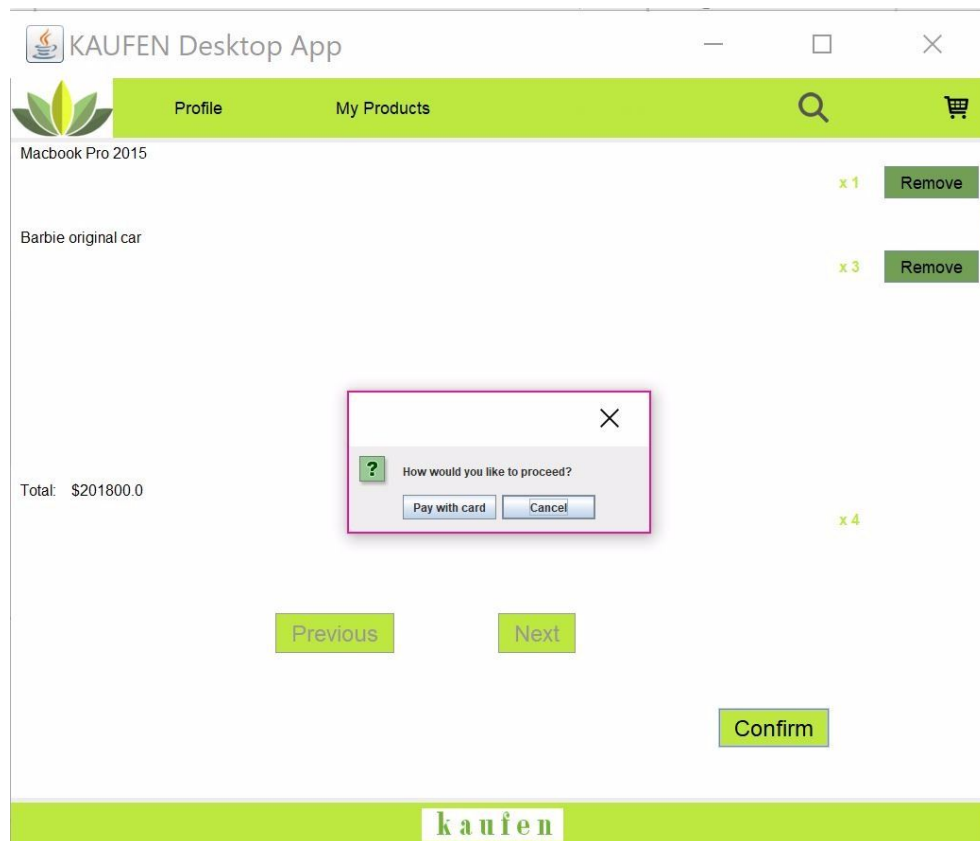 KAUFEN Desktop App
Profile My Products
Macbook Pro 2015
x 1 Remove
Barbie original car
x 3 Remove
? How would you like to proceed?
Pay with card Cancel
Total: $201800.0
x 4
Previous Next
Confirm
kaufen